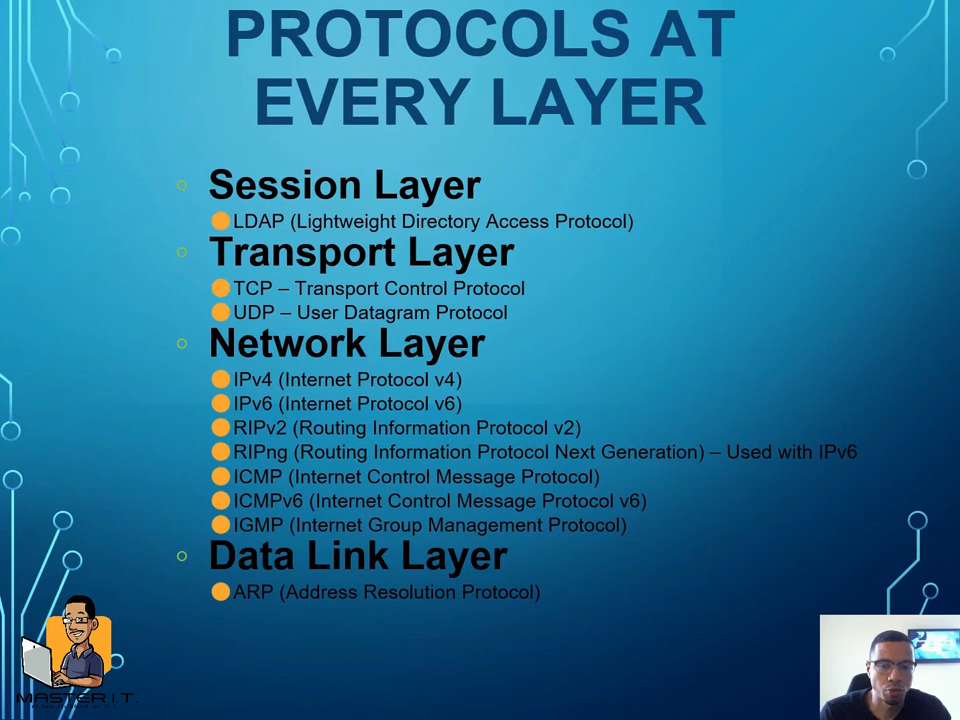 PROTOCOLS AT
EVERY LAYER
Session Layer
LDAP (Lightweight Directory Access Protocol)
Transport Layer
TCP – Transport Control Protocol
UDP – User Datagram Protocol
Network Layer
IPv4 (Internet Protocol v4)
IPv6 (Internet Protocol v6)
RIPv2 (Routing Information Protocol v2)
RIPng (Routing Information Protocol Next Generation) – Used with IPv6
ICMP (Internet Control Message Protocol)
ICMPv6 (Internet Control Message Protocol v6)
IGMP (Internet Group Management Protocol)
Data Link Layer
ARP (Address Resolution Protocol)
MASTER I.T.